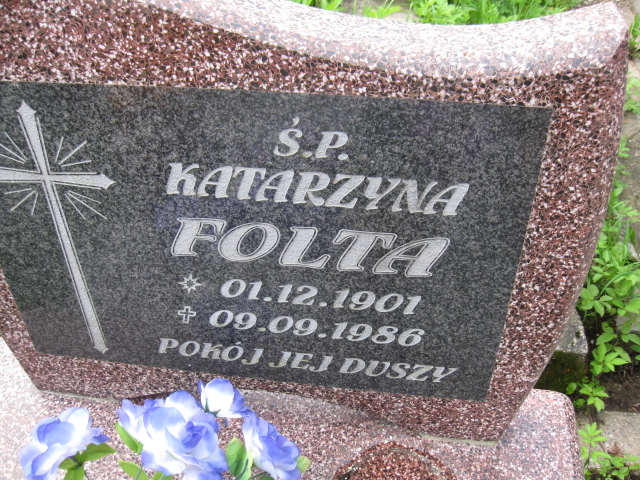 Ś.P.
KATARZYNA
FOLTA
01.12.1901
09.09.1986
POKÓJ JEJ DUSZY